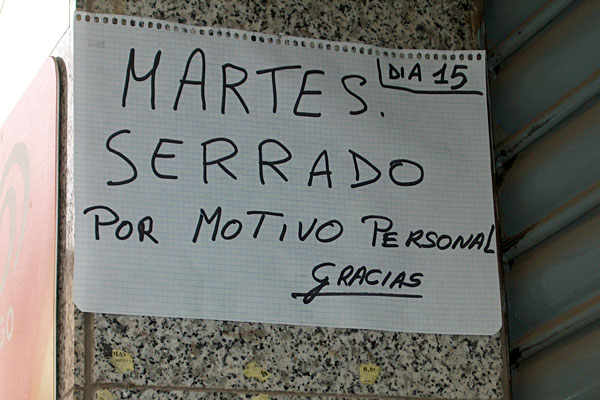 MARTES. DIA 15
SERRADO
POR MOTIVO PERSONAL
GRACIAS